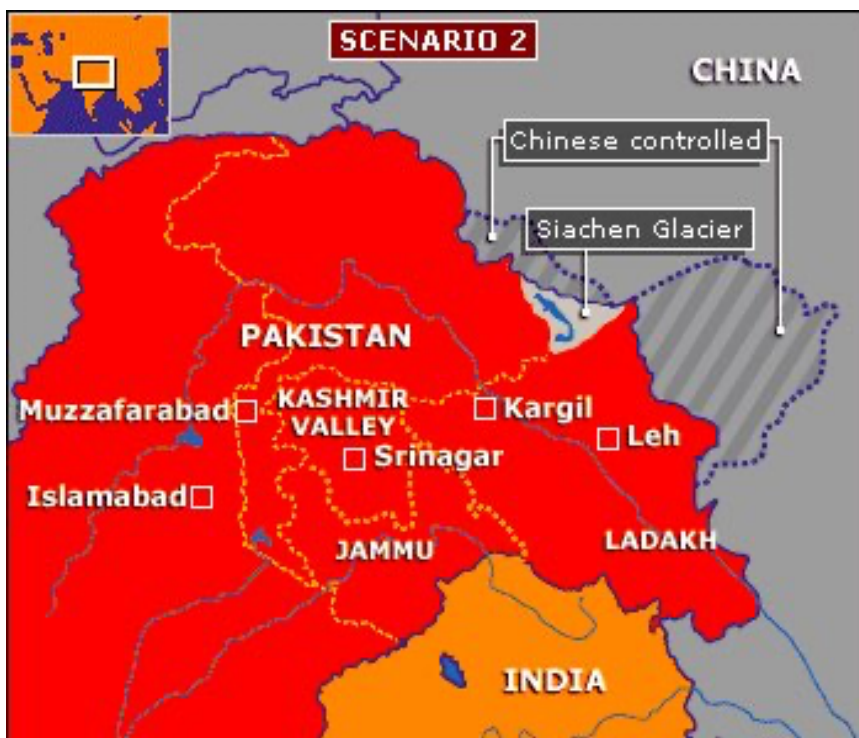 SCENARIO 2
CHINA
Chinese controlled
Siachen Glacier
PAKISTAN
KASHMIR
VALLEY
Muzzafarabad
Kargil
Leh
Srinagar
Islamabad
JAMMU
LADAKH
INDIA